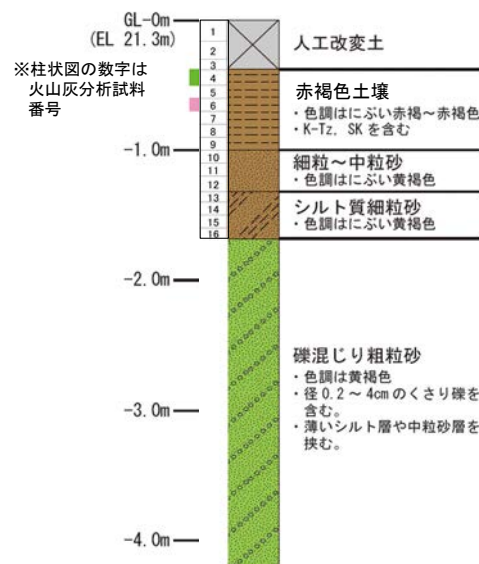 GL-0m
(EL 21.3m)
※柱状図の数字は
火山灰分析試料
番号
1
2
3
4
5
6
7
8
9
10
11
12
13
14
15
16
-1.0m
-2.0m
-3.0m
-4.0m
人工改変土
赤褐色土壌
・色調はにぶい赤褐～赤褐色
・K-Tz, SKを含む
細粒～中粒砂
・色調はにぶい黄褐色
シルト質細粒砂
・色調はにぶい黄褐色
礫混じり粗粒砂
・色調は黄褐色
・径0.2～4cmのくさり礫を
含む。
・薄いシルト層や中粒砂層を
挟む。